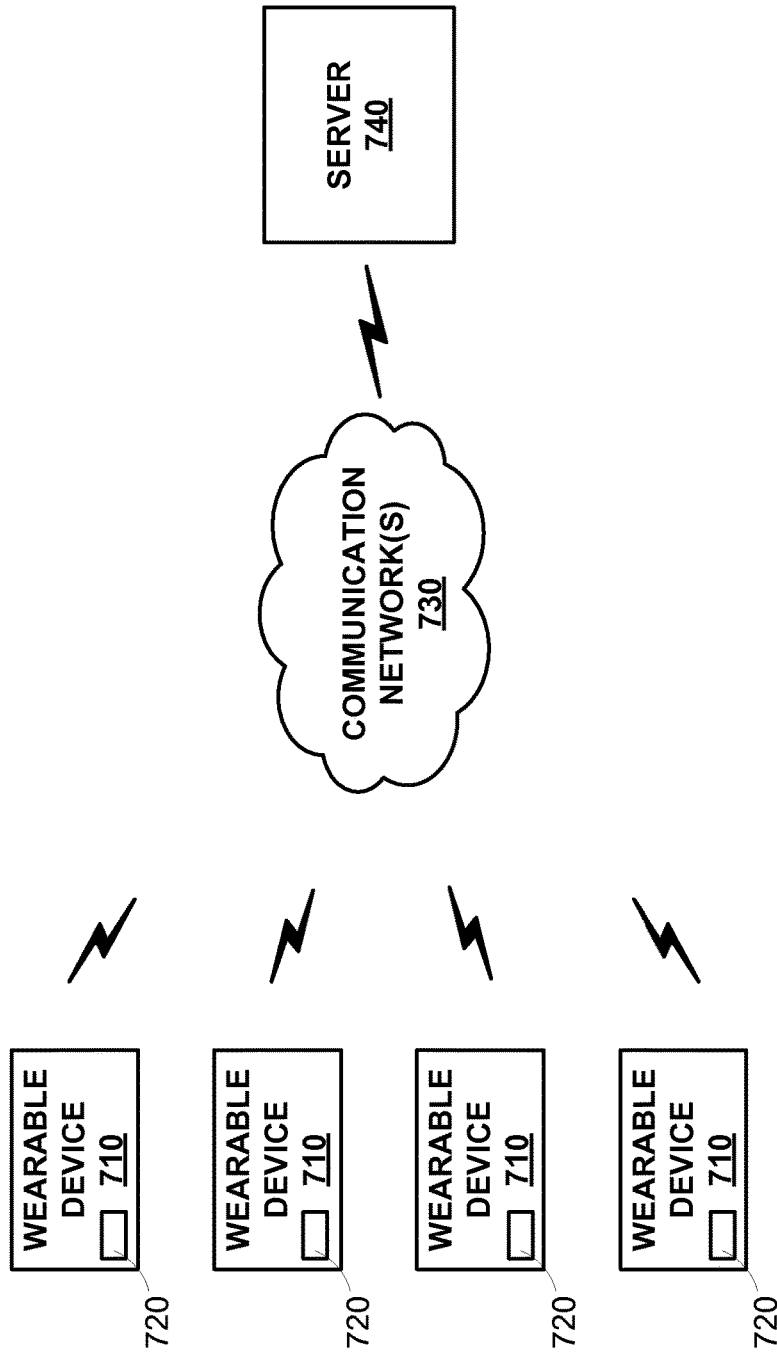 WEARABLE
DEVICE
710
720
WEARABLE
DEVICE
710
720
WEARABLE
DEVICE
710
720
WEARABLE
DEVICE
710
720
COMMUNICATION
NETWORK(S)
730
SERVER
740